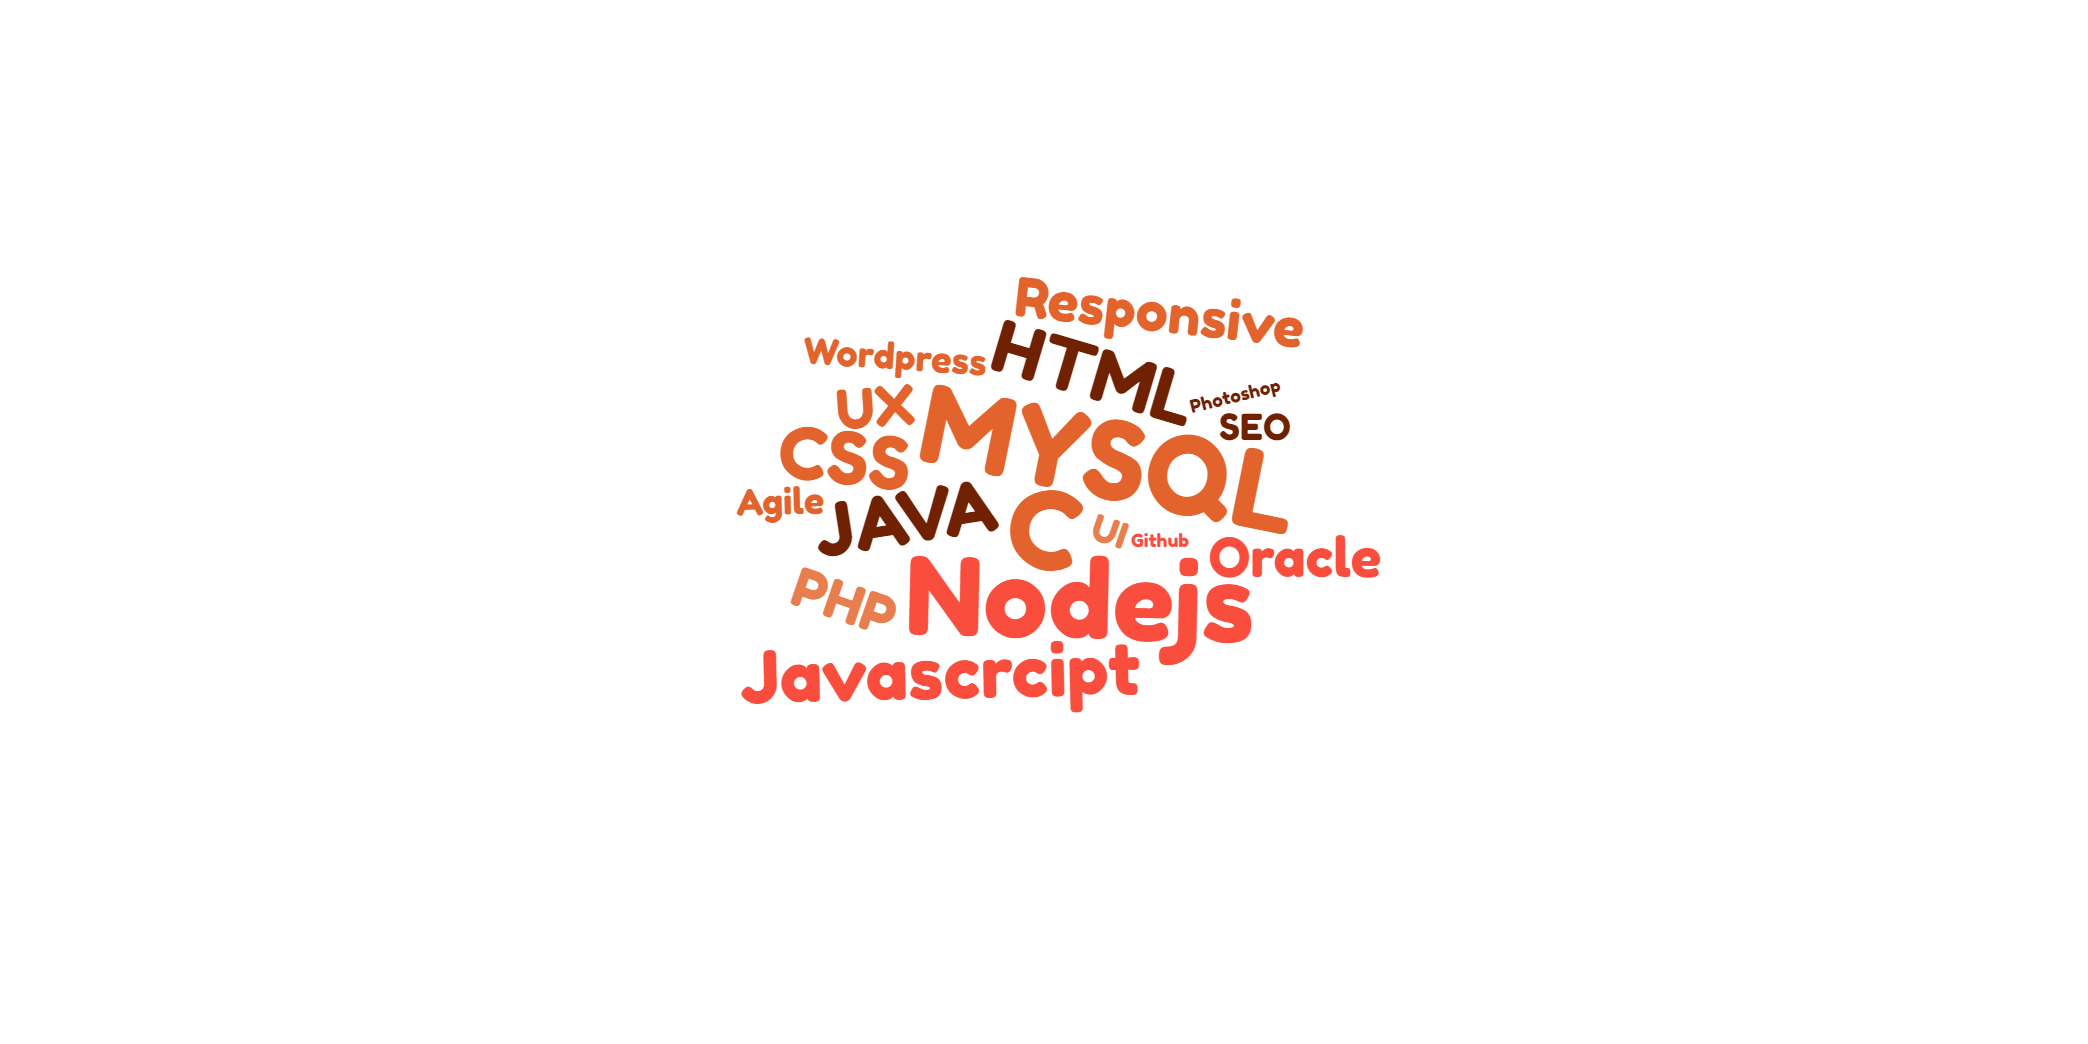 Responsive
Wordpress
HTML
Photoshop
UX
MYSQL
SEO
CSS
Agile
JAVA
C
UI
Github
Oracle
PHP
Nodejs
Javascrcipt